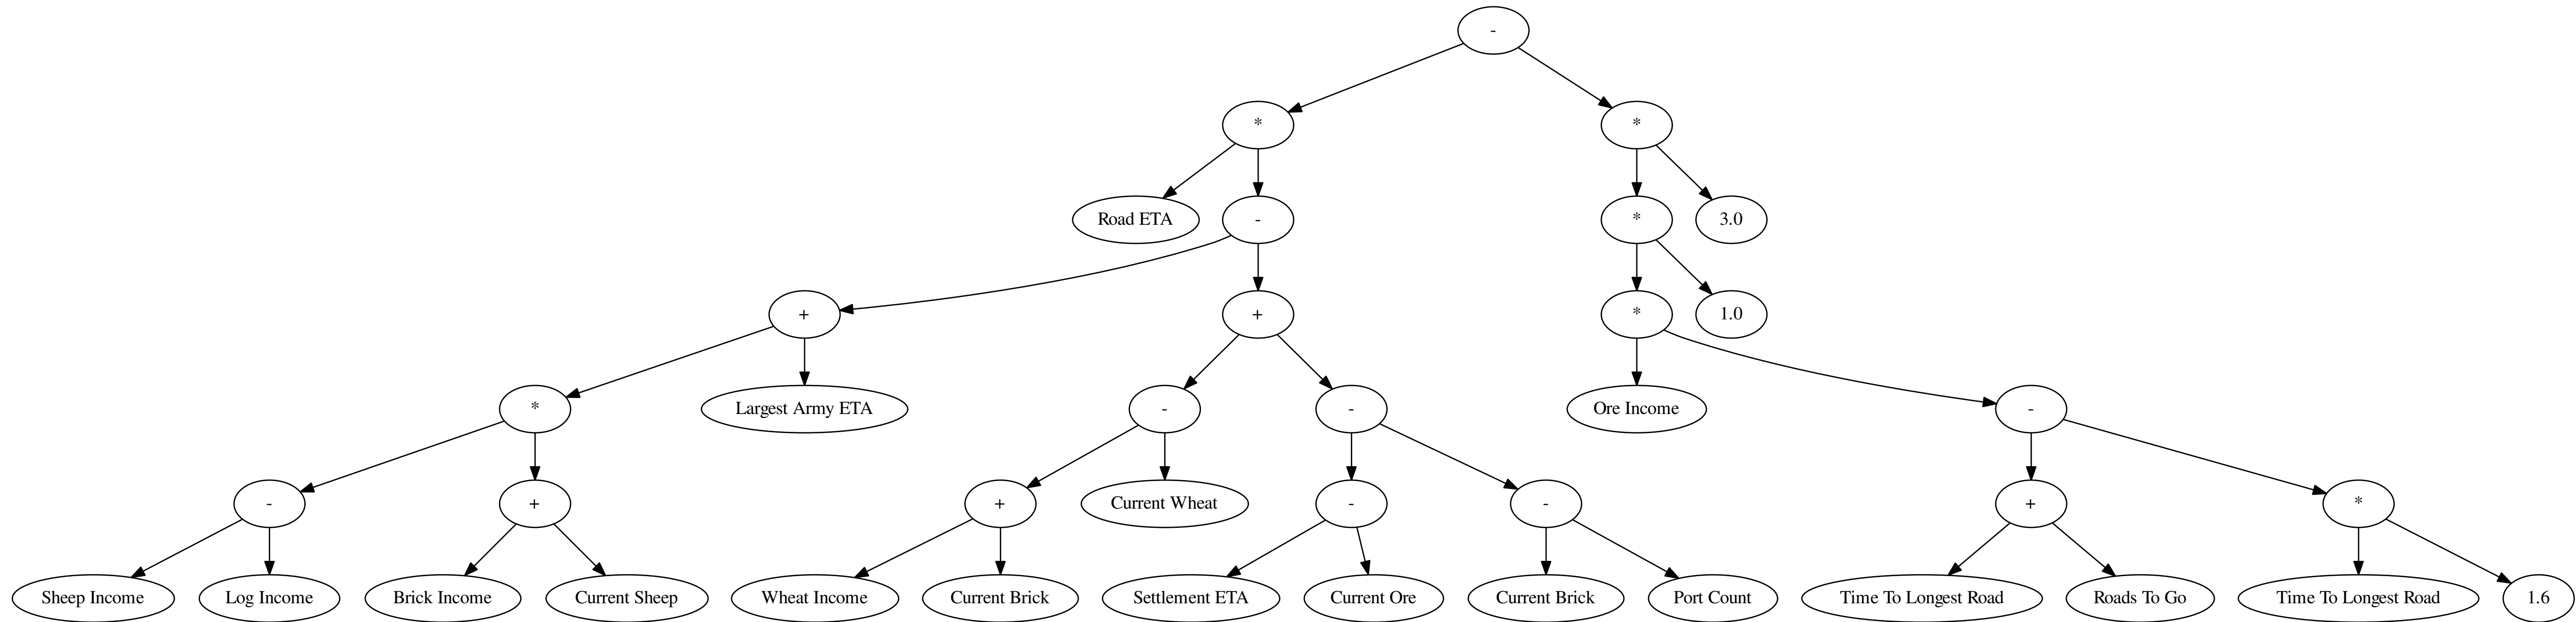 -
*
*
Road ETA
-
*
3.0
+
+
*
1.0
*
Largest Army ETA
-
-
Ore Income
-
-
+
+
Current Wheat
-
-
+
*
Sheep Income
Log Income
Brick Income
Current Sheep
Wheat Income
Current Brick
Settlement ETA
Current Ore
Current Brick
Port Count
Time To Longest Road
Roads To Go
Time To Longest Road
1.6